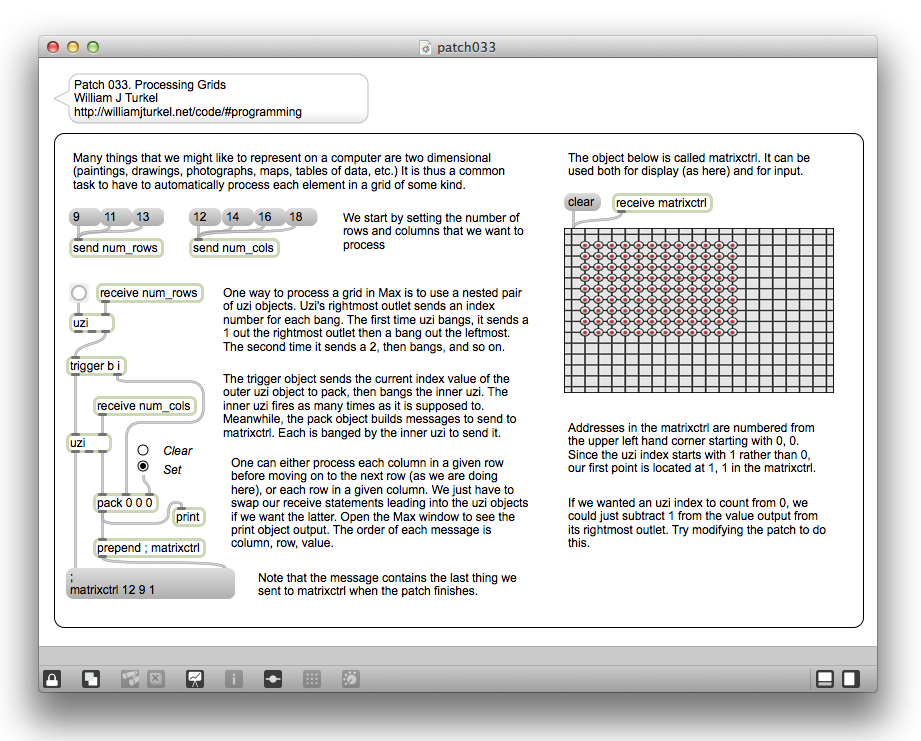 patch033
Patch 033. Processing Grids
William J Turkel
http://williamjturkel.net/code/#programming
Many things that we might like to represent on a computer are two dimensional
(paintings, drawings, photographs, maps, tables of data, etc.) It is thus a common
task to have to automatically process each element in a grid of some kind.
9 11 13
send num_rows
12 14 16 18
send num_cols
We start by setting the number of
rows and columns that we want to
process
receive num_rows
uzi
trigger b i
receive num_cols
uzi
Clear
Set
pack 0 0 0
print
prepend ; matrixctrl
;
matrixctrl 12 9 1
One way to process a grid in Max is to use a nested pair
of uzi objects. Uzi's rightmost outlet sends an index
number for each bang. The first time uzi bangs, it sends a
1 out the rightmost outlet then a bang out the leftmost.
The second time it sends a 2, then bangs, and so on.
The trigger object sends the current index value of the
outer uzi object to pack, then bangs the inner uzi. The
inner uzi fires as many times as it is supposed to.
Meanwhile, the pack object builds messages to send to
matrixctrl. Each is banged by the inner uzi to send it.
One can either process each column in a given row
before moving on to the next row (as we are doing
here), or each row in a given column. We just have to
swap our receive statements leading into the uzi objects
if we want the latter. Open the Max window to see the
print object output. The order of each message is
column, row, value.
Note that the message contains the last thing we
sent to matrixctrl when the patch finishes.
The object below is called matrixctrl. It can be
used both for display (as here) and for input.
clear
receive matrixctrl
Addresses in the matrixctrl are numbered from
the upper left hand corner starting with 0, 0.
Since the uzi index starts with 1 rather than 0,
our first point is located at 1, 1 in the matrixctrl.
If we wanted an uzi index to count from 0, we
could just subtract 1 from the value output from
its rightmost outlet. Try modifying the patch to do
this.